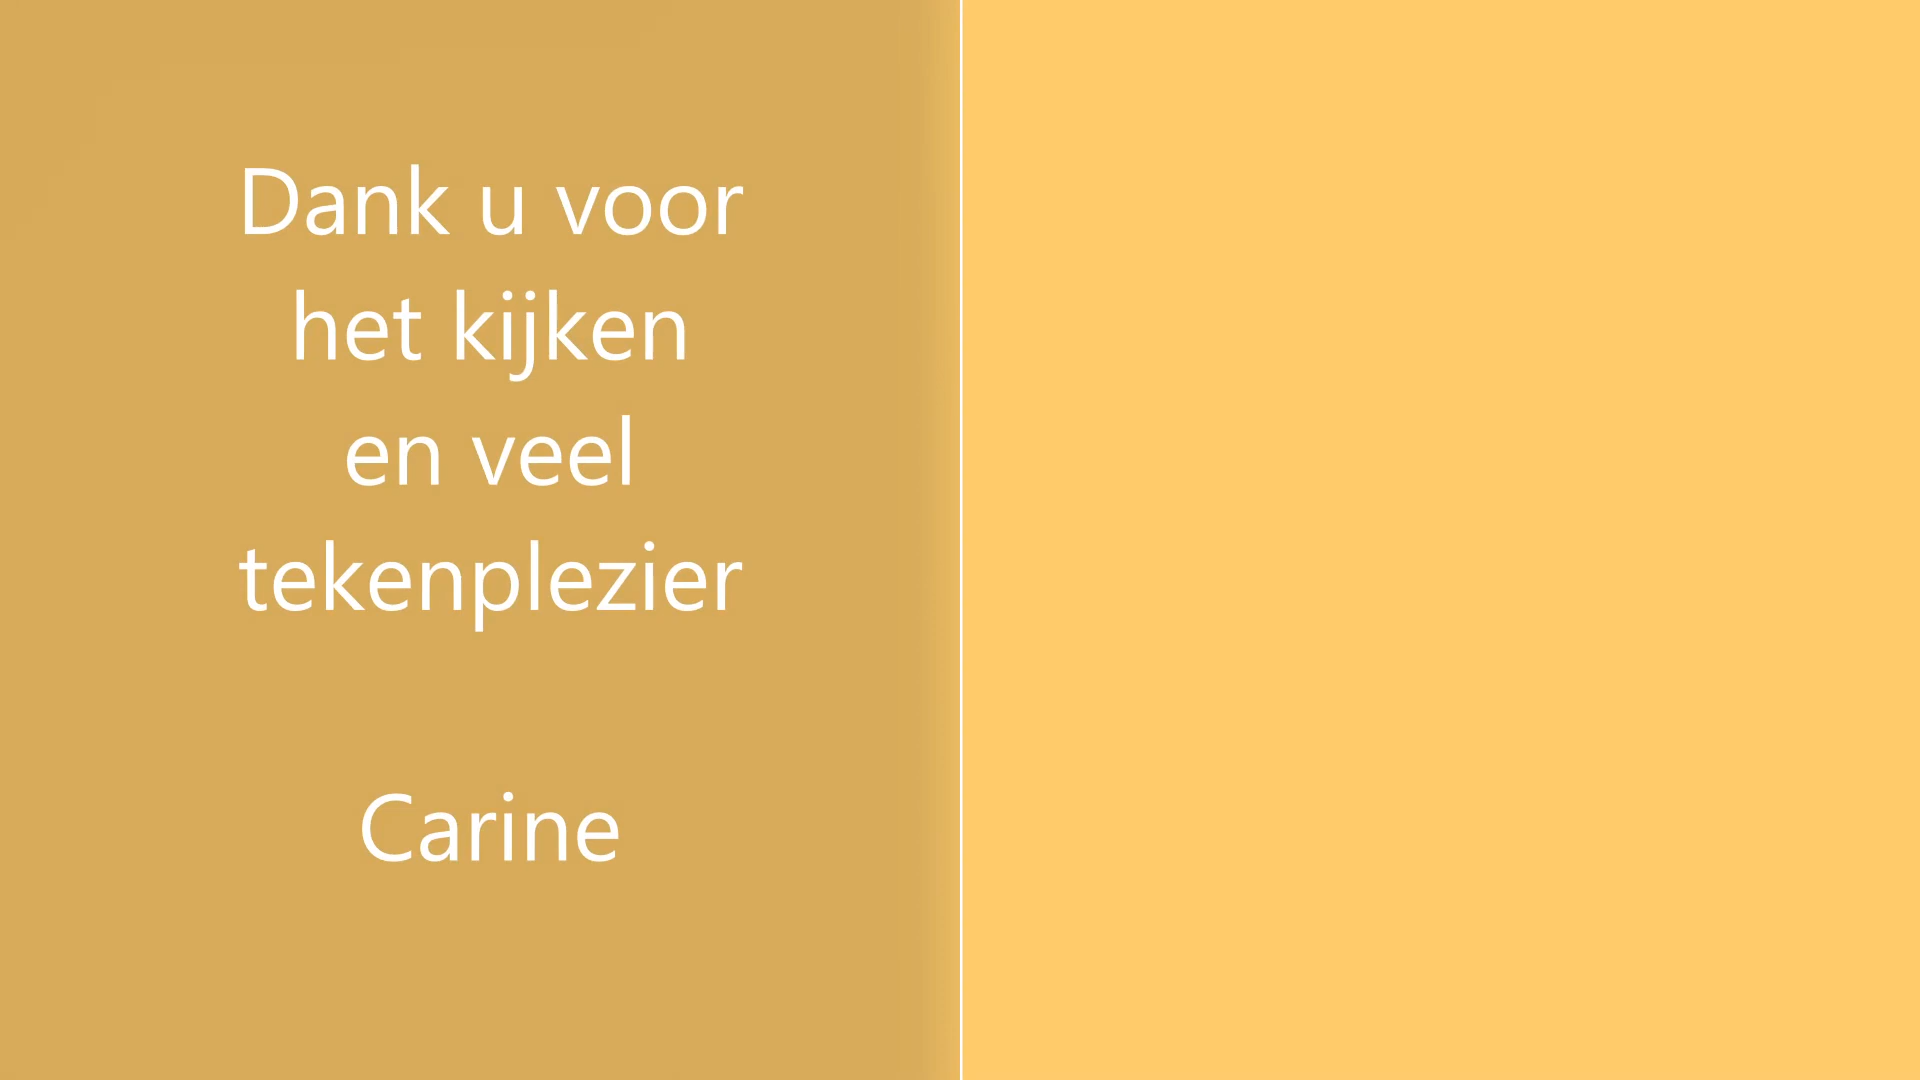 Dank u voor
het kijken
en veel
tekenplezier
Carine